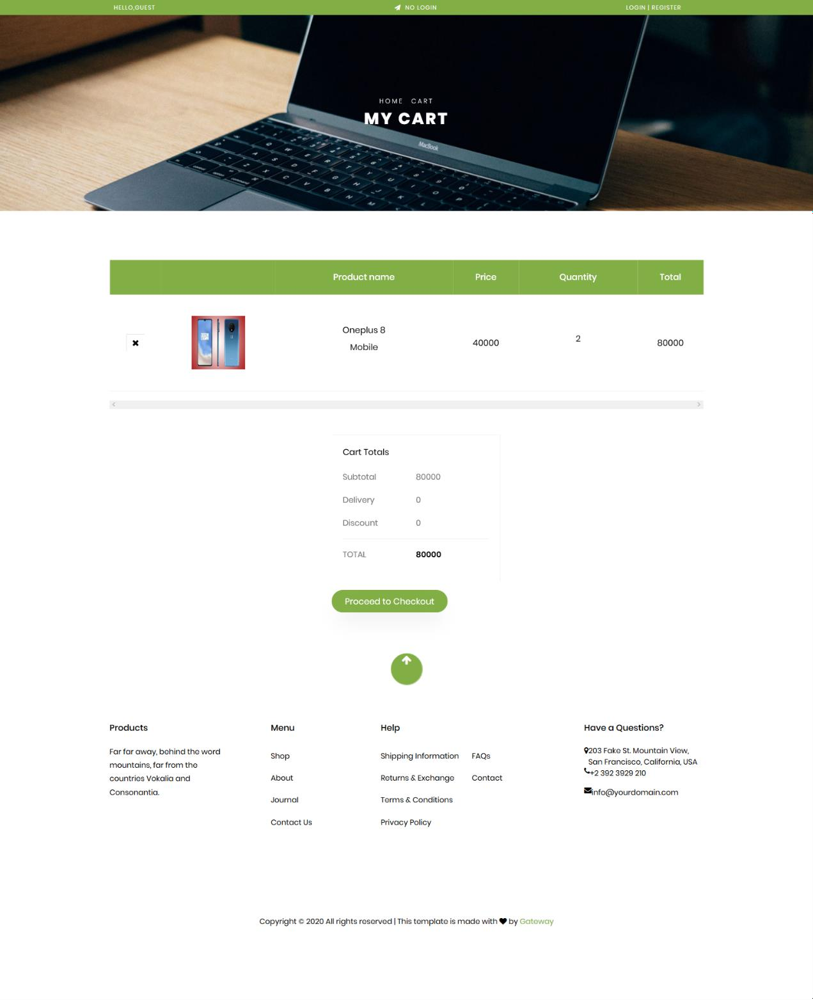 HELLO,GUEST
NO LOGIN
LOGIN | REGISTER
HOME CART
MY CART
MacBook
Product name Price Quantity Total
Oneplus 8
Mobile
40000
2
80000
Cart Totals
Subtotal 80000
Delivery 0
Discount 0
TOTAL 80000
Proceed to Checkout
Products
Far far away, behind the word
mountains, far from the
countries Vokalia and
Consonantia.
Menu
Shop
About
Journal
Contact Us
Help
Shipping Information
Returns & Exchange
Terms & Conditions
Privacy Policy
FAQs
Contact
Have a Questions?
203 Fake St. Mountain View,
San Francisco, California, USA
+2 392 3929 210
info@yourdomain.com
Copyright © 2020 All rights reserved | This template is made with ♥ by Gateway